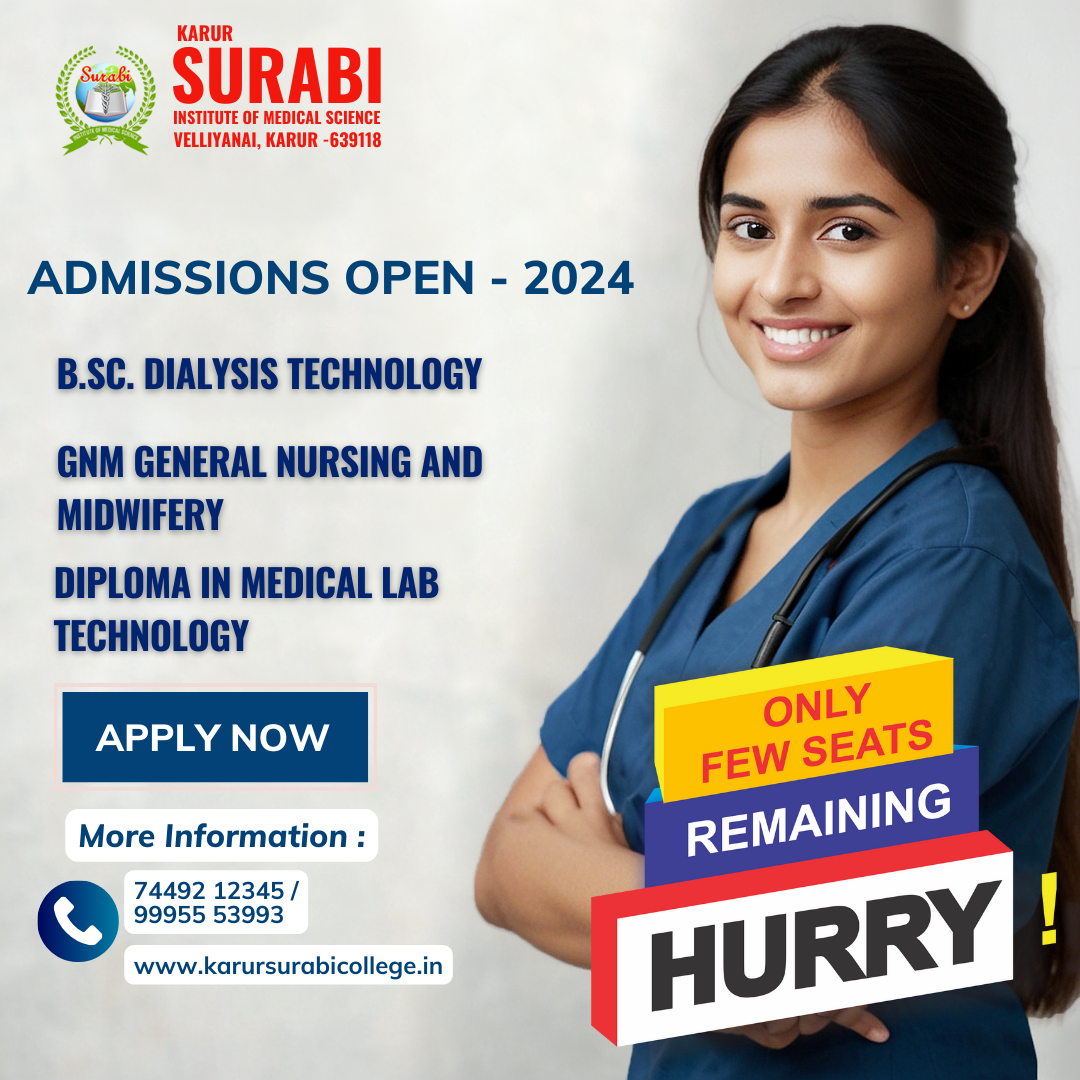 Surabi
INSTITUTE OF MEDICAL SCIENCE
KARUR
SURABI
INSTITUTE OF MEDICAL SCIENCE
VELLIYANAI, KARUR -639118
ADMISSIONS OPEN - 2024
B.SC. DIALYSIS TECHNOLOGY
GNM GENERAL NURSING AND
MIDWIFERY
DIPLOMA IN MEDICAL LAB
TECHNOLOGY
APPLY NOW
More Information :
74492 12345 /
99955 53993
www.karursurabicollege.in
ONLY
FEW SEATS
REMAINING
HURRY !